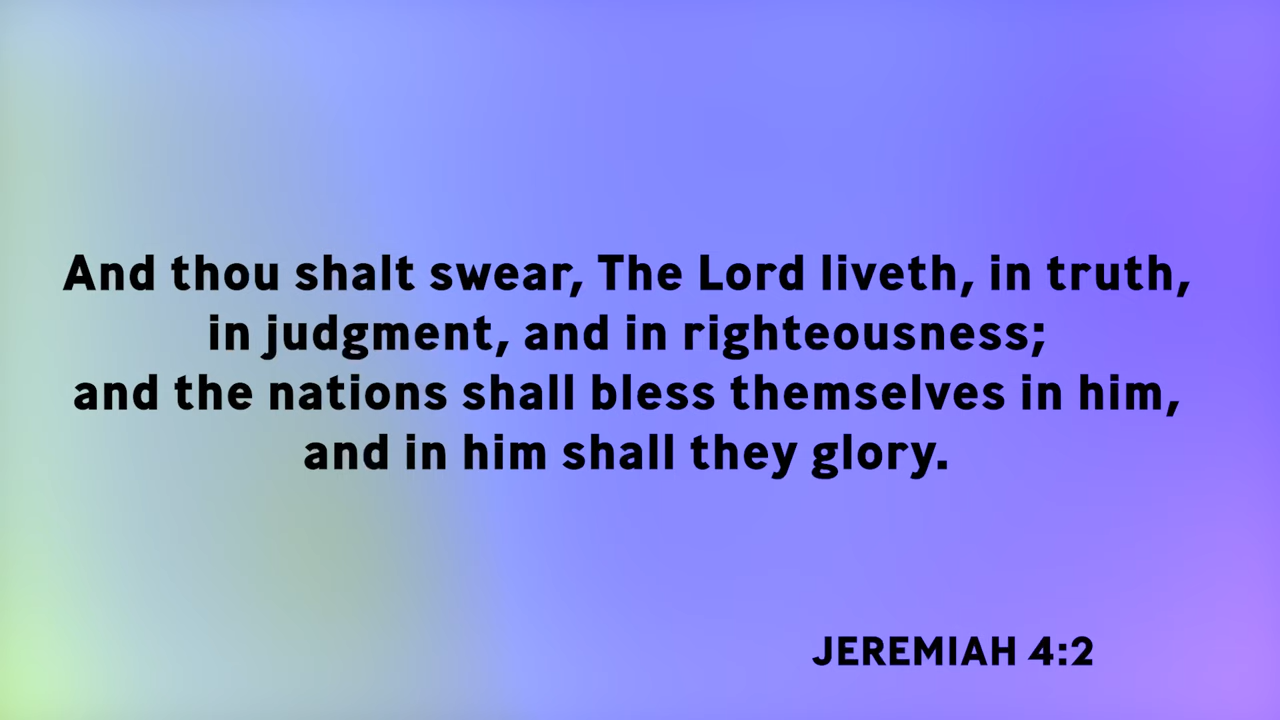 And thou shalt swear, The Lord liveth, in truth,
in judgment, and in righteousness;
and the nations shall bless themselves in him,
and in him shall they glory.
JEREMIAH 4:2